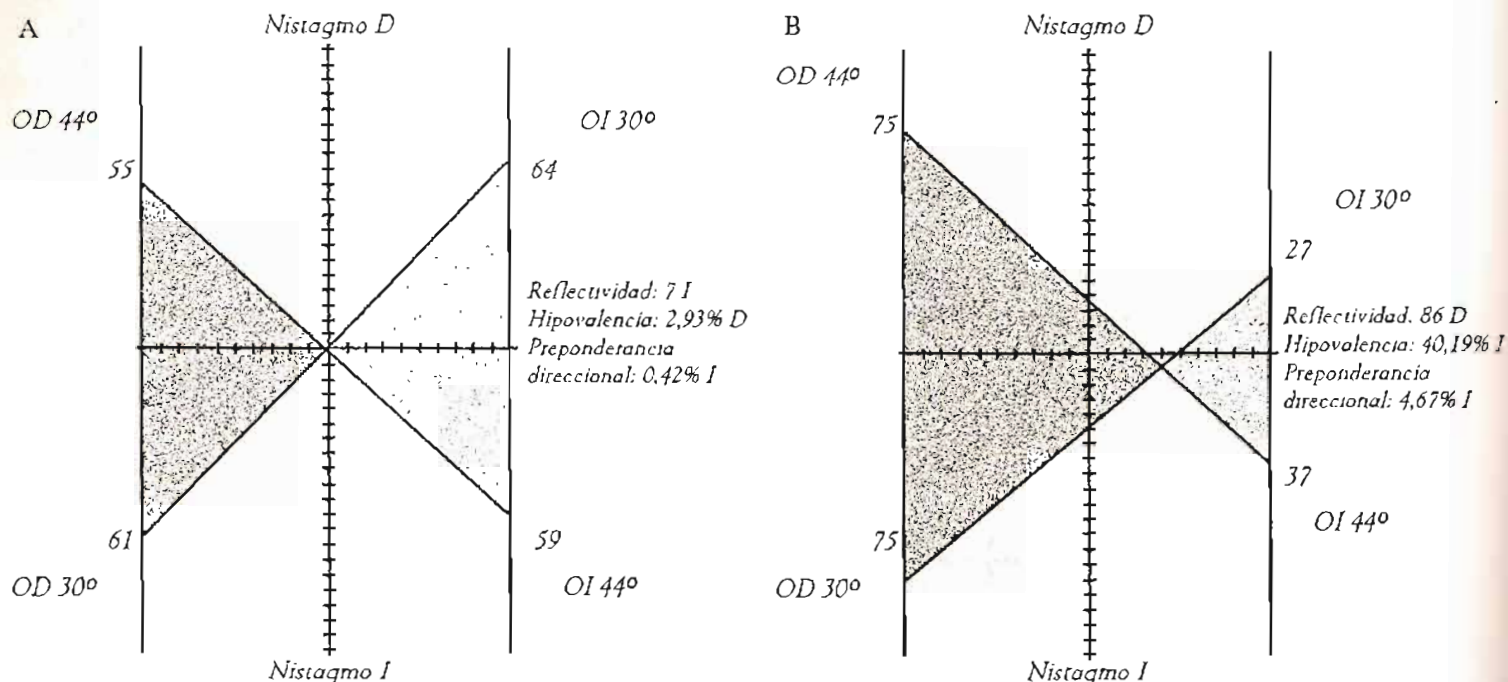 A
Nistagmo D
OD 44º
OI 30º
55
64
Reflectividad: 7 I
Hipovalencia: 2,93% D
Preponderancia
direccional: 0,42% I
61
59
OD 30º
OI 44º
Nistagmo I
B
Nistagmo D
OD 44º
75
OI 30º
27
Reflectividad. 86 D
Hipovalencia: 40,19% I
Preponderancia
direccional: 4,67% I
37
75
OI 44º
OD 30º
Nistagmo I